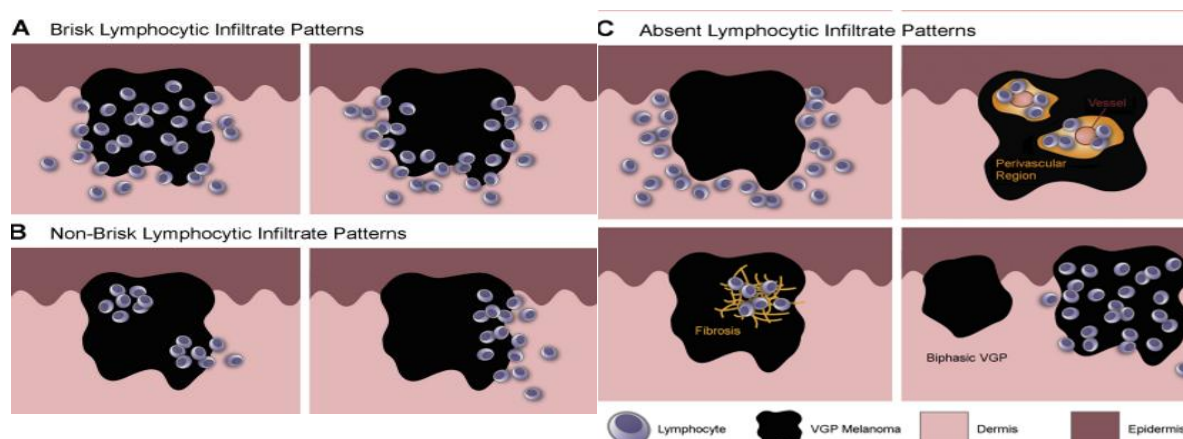 A Brisk Lymphocytic Infiltrate Patterns
C Absent Lymphocytic Infiltrate Patterns
Vessel
Perivascular
Region
B Non-Brisk Lymphocytic Infiltrate Patterns
Fibrosis
Biphasic VGP
Lymphocyte
VGP Melanoma
Dermis
Epidermis